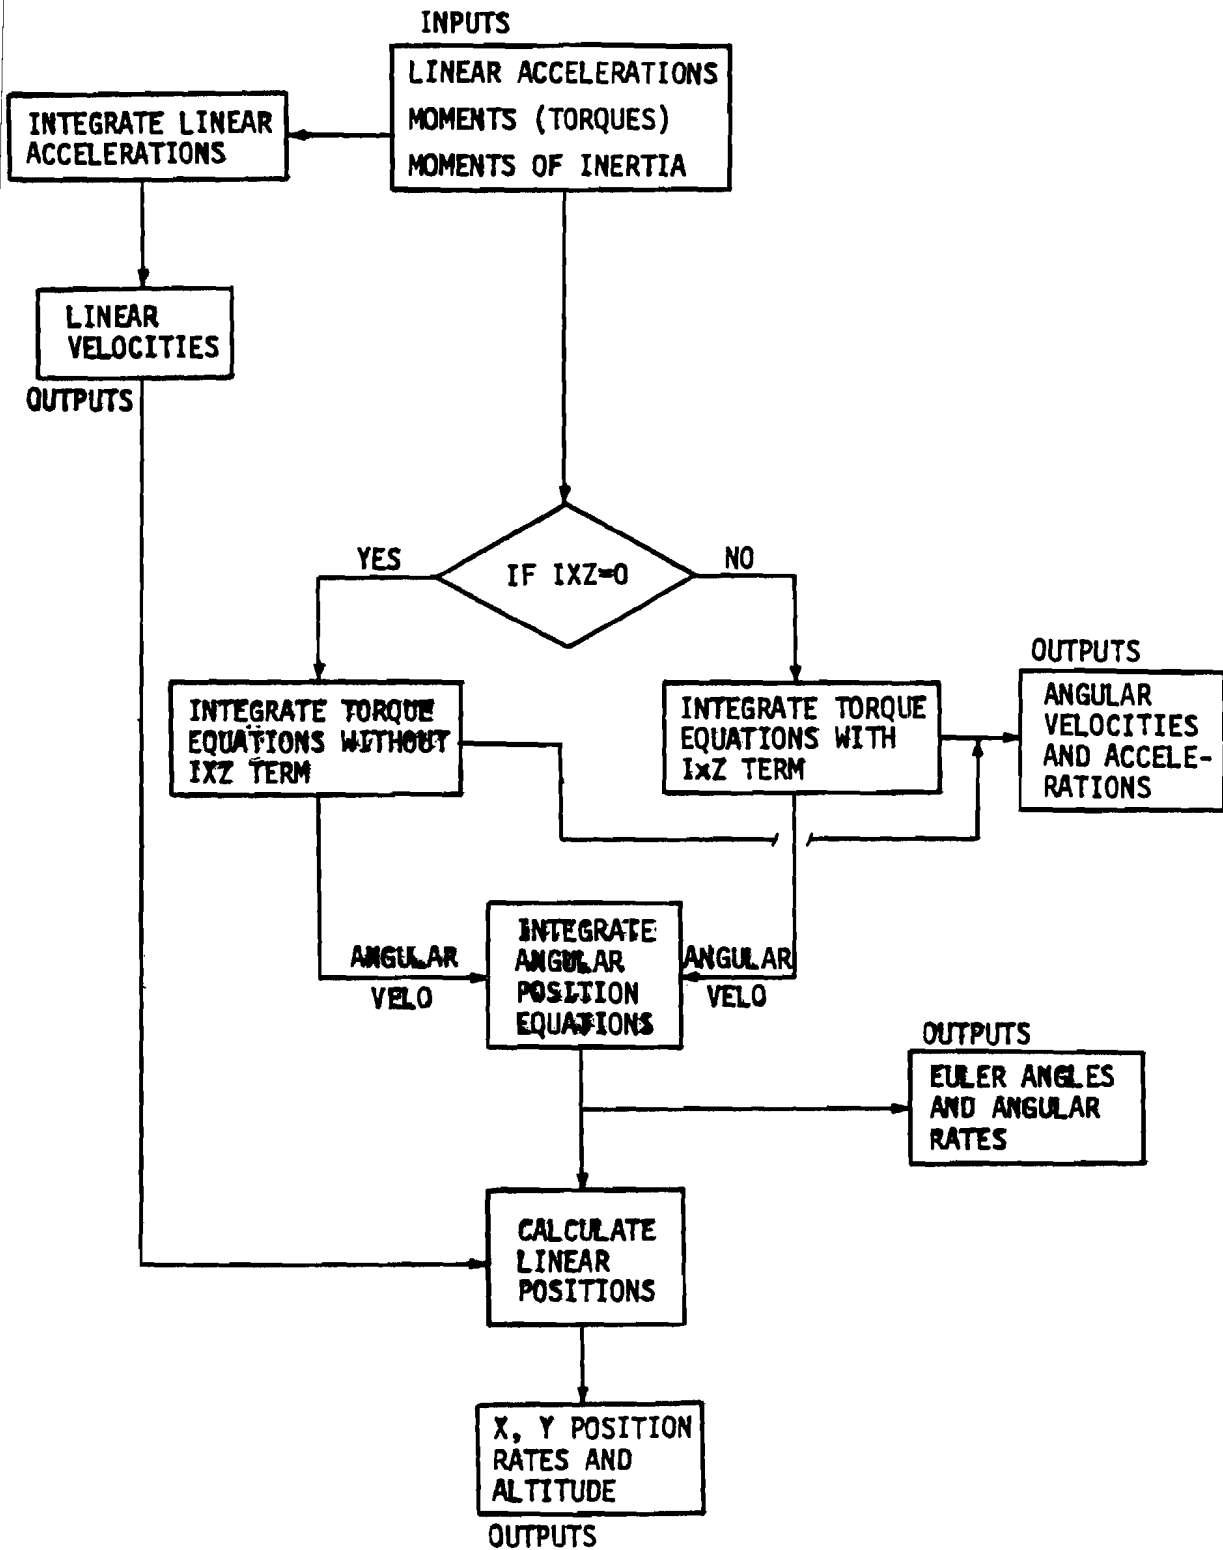 INPUTS
LINEAR ACCELERATIONS
MOMENTS (TORQUES)
MOMENTS OF INERTIA
INTEGRATE LINEAR
ACCELERATIONS
LINEAR
VELOCITIES
OUTPUTS
YES
IF IXZ=0
NO
INTEGRATE TORQUE
EQUATIONS WITHOUT
IXZ TERM
INTEGRATE TORQUE
EQUATIONS WITH
IxZ TERM
OUTPUTS
ANGULAR
VELOCITIES
AND ACCELE-
RATIONS
ANGULAR
VELO
INTEGRATE
ANGULAR
POSITION
EQUATIONS
ANGULAR
VELO
OUTPUTS
EULER ANGLES
AND ANGULAR
RATES
CALCULATE
LINEAR
POSITIONS
X, Y POSITION
RATES AND
ALTITUDE
OUTPUTS